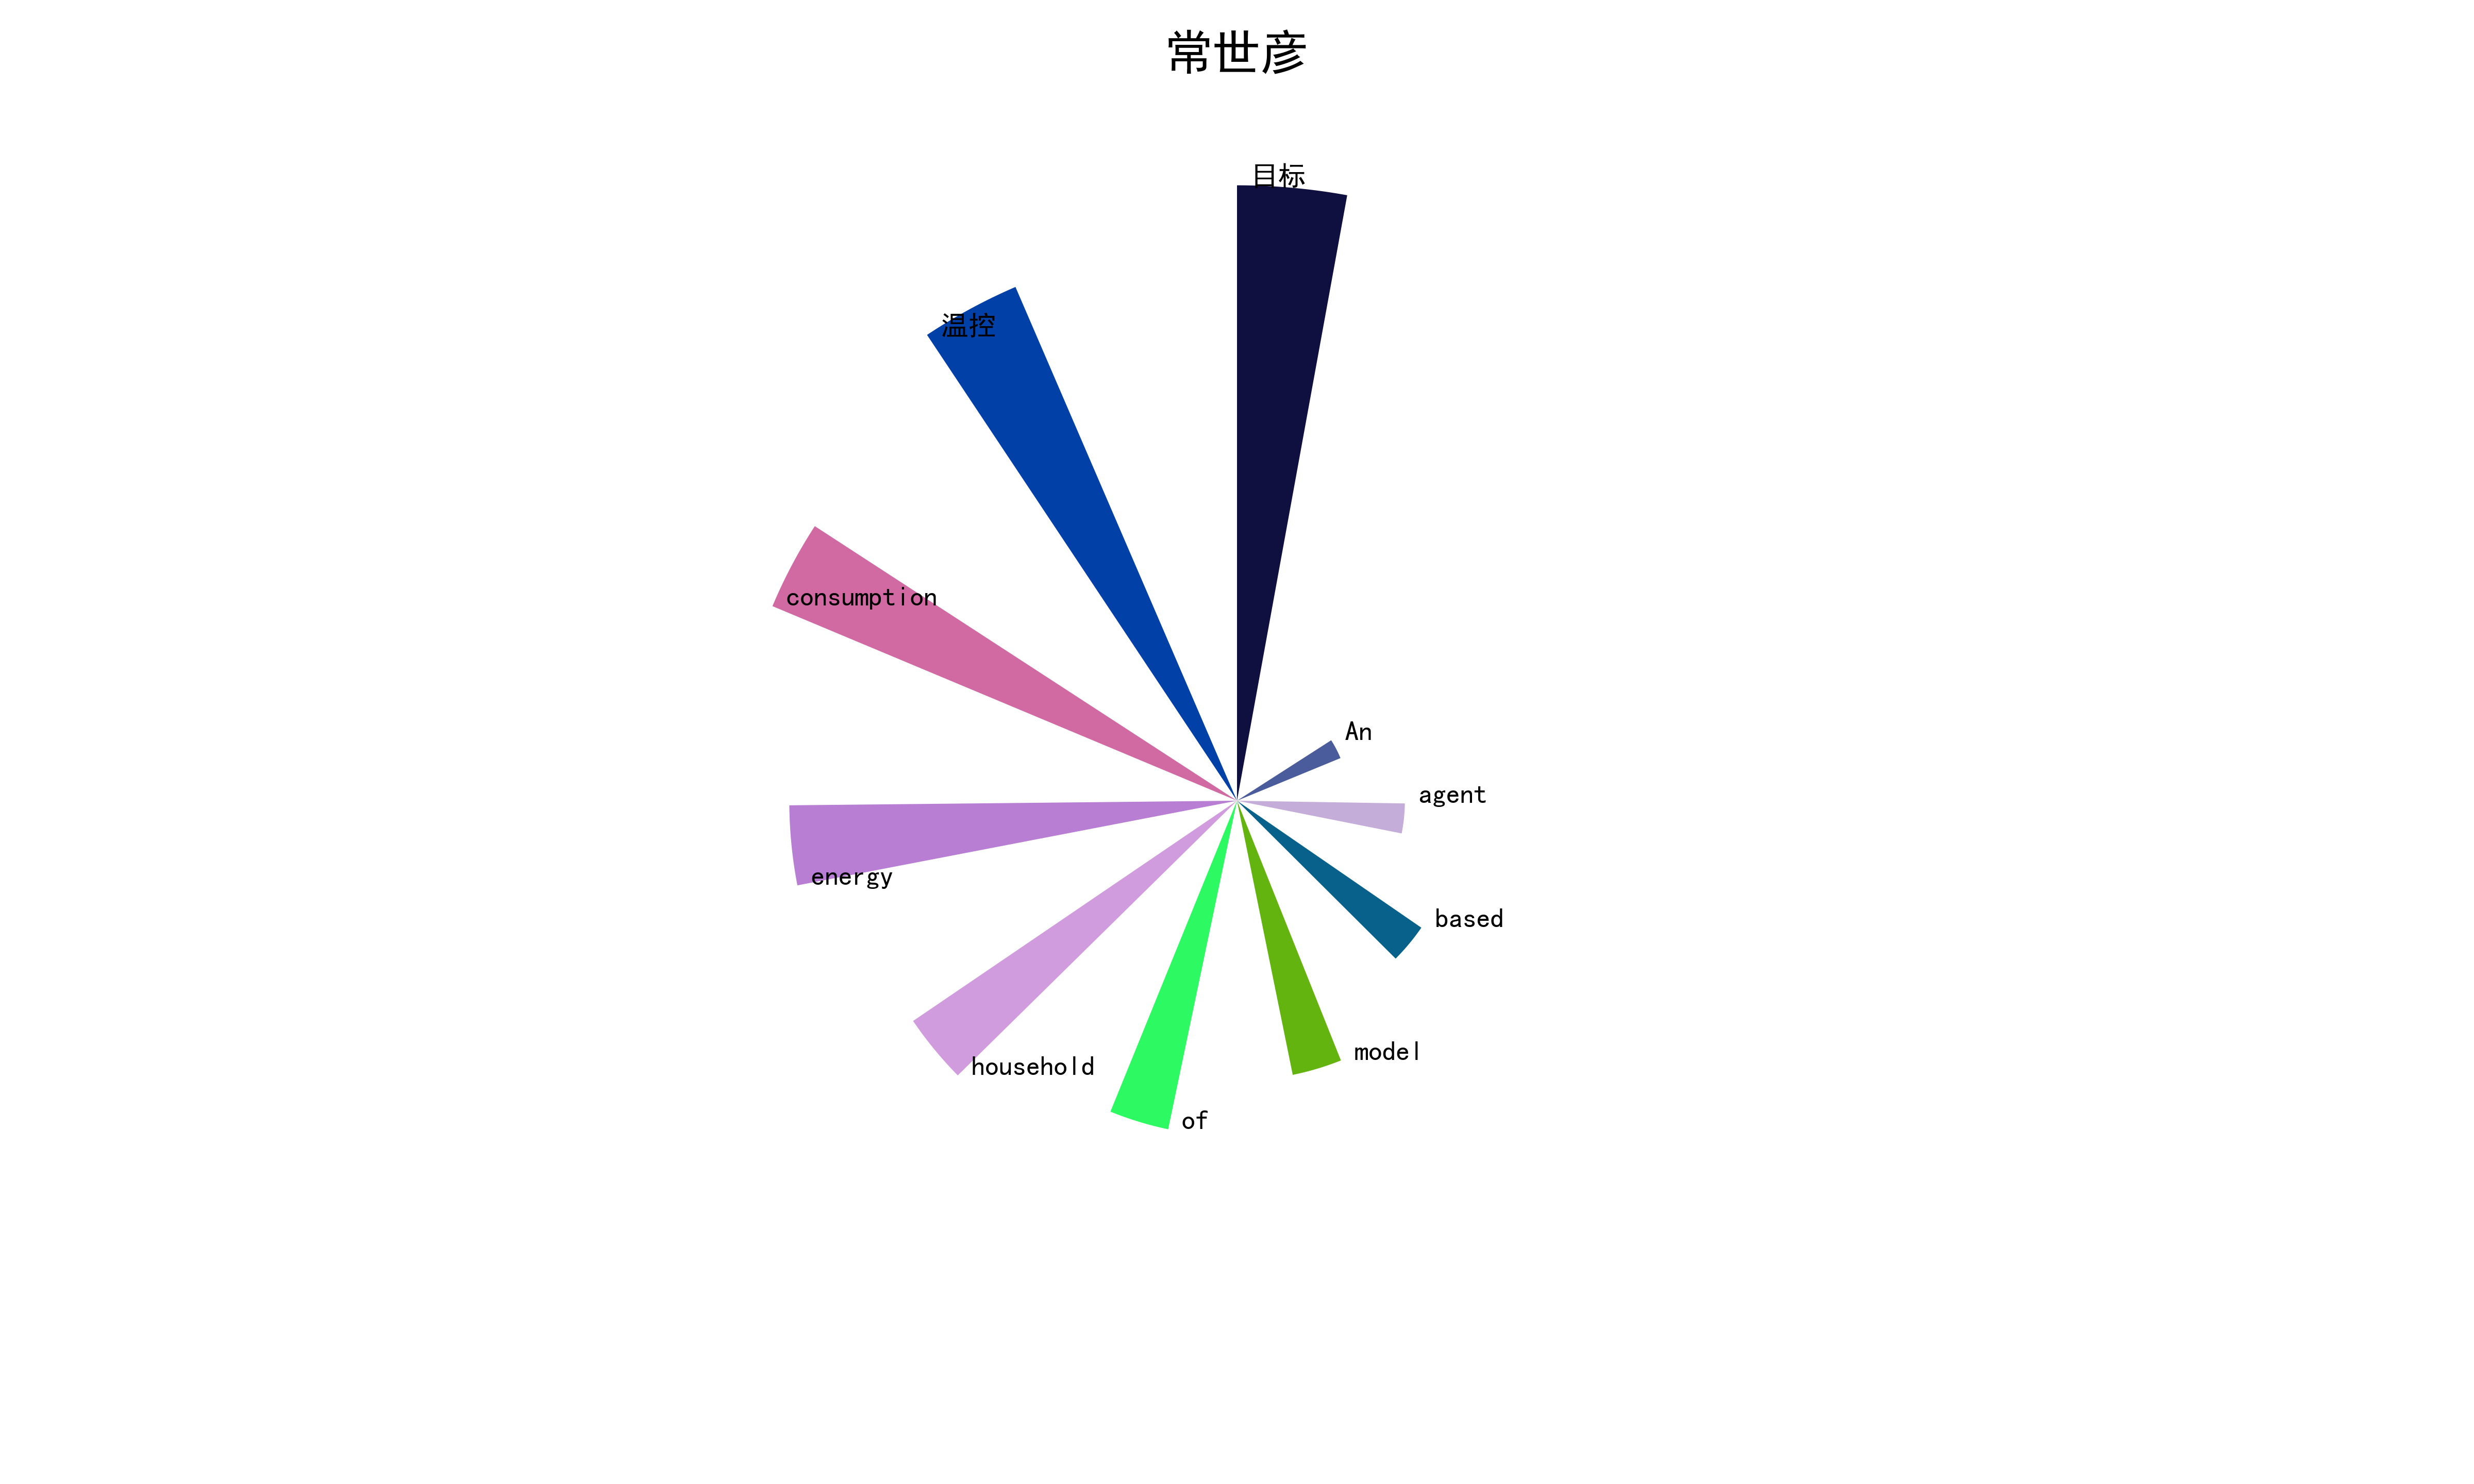 常世彦
目标
温控
consumption
An
agent
energy
based
model
household
of